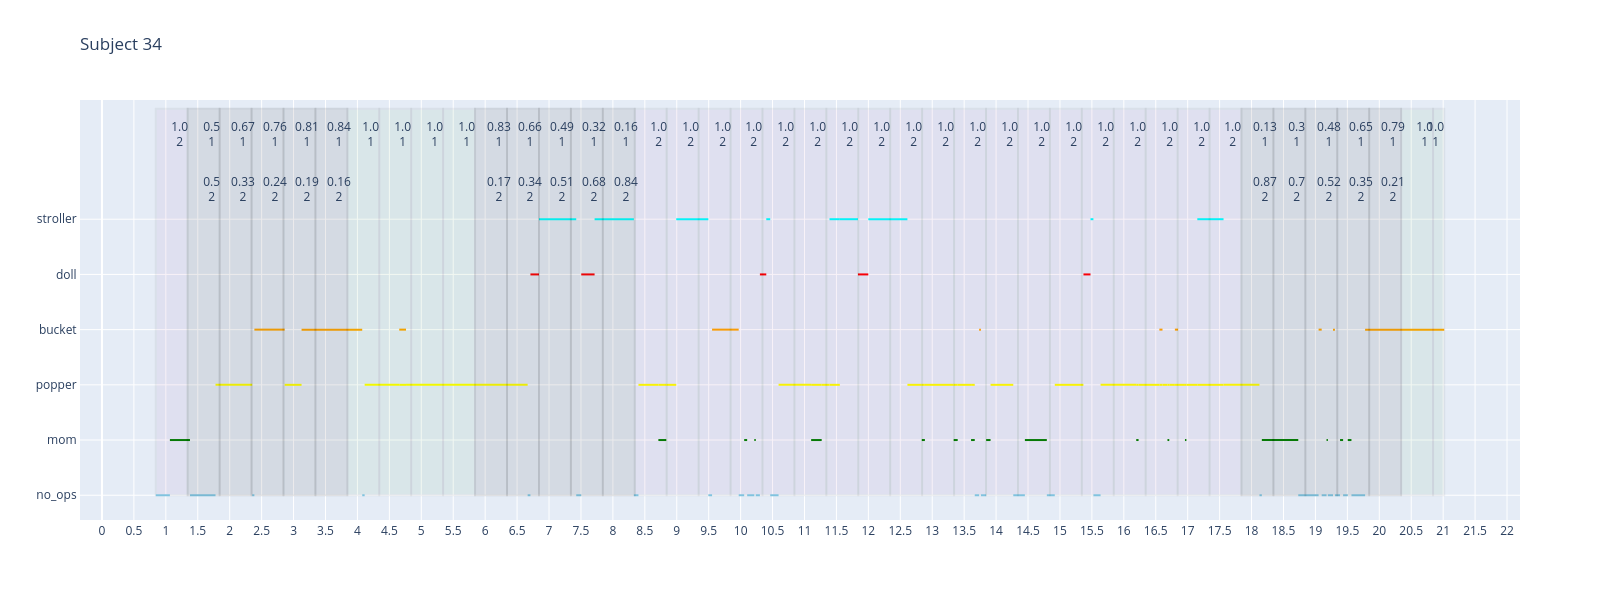 Subject 34
1.0 0.5 0.67 0.76 0.81 0.84 1.0 1.0 1.0 1.0 0.83 0.66 0.49 0.32 0.16 1.0 1.0 1.0 1.0 1.0 1.0 1.0 1.0 1.0 1.0 1.0 1.0 1.0 1.0 1.0 1.0 1.0 1.0 1.0 0.13 0.3 0.48 0.65 0.79 1.0 1.0
2 1 1 1 1 1 1 1 1 1 1 1 1 1 1 2 2 2 2 2 2 2 2 2 2 2 2 2 2 2 2 2 2 2 1 1 1 1 1 1 1
0.5 0.33 0.24 0.19 0.16 0.17 0.34 0.51 0.68 0.84 0.87 0.7 0.52 0.35 0.21
2 2 2 2 2 2 2 2 2 2 2 2 2 2 2
stroller
doll
bucket
popper
mom
no_ops
0 0.5 1 1.5 2 2.5 3 3.5 4 4.5 5 5.5 6 6.5 7 7.5 8 8.5 9 9.5 10 10.5 11 11.5 12 12.5 13 13.5 14 14.5 15 15.5 16 16.5 17 17.5 18 18.5 19 19.5 20 20.5 21 21.5 22